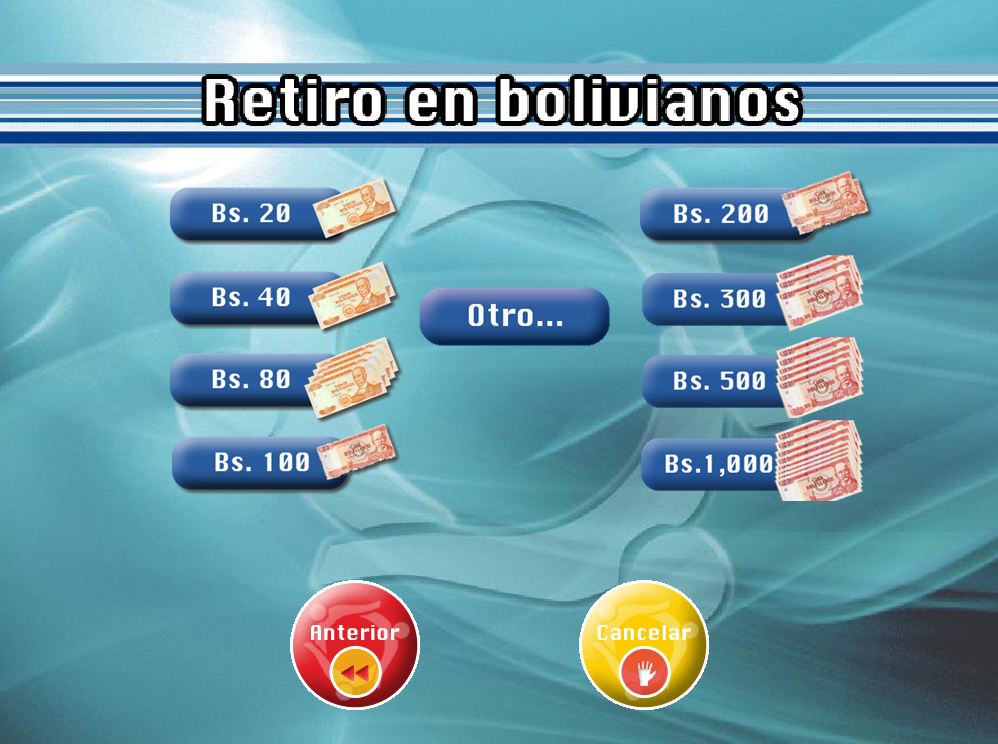 Retiro en bolivianos
Bs. 20
Bs. 40
Bs. 80
Bs. 100
Otro...
Bs. 200
Bs. 300
Bs. 500
Bs.1,000
Anterior
Cancelar